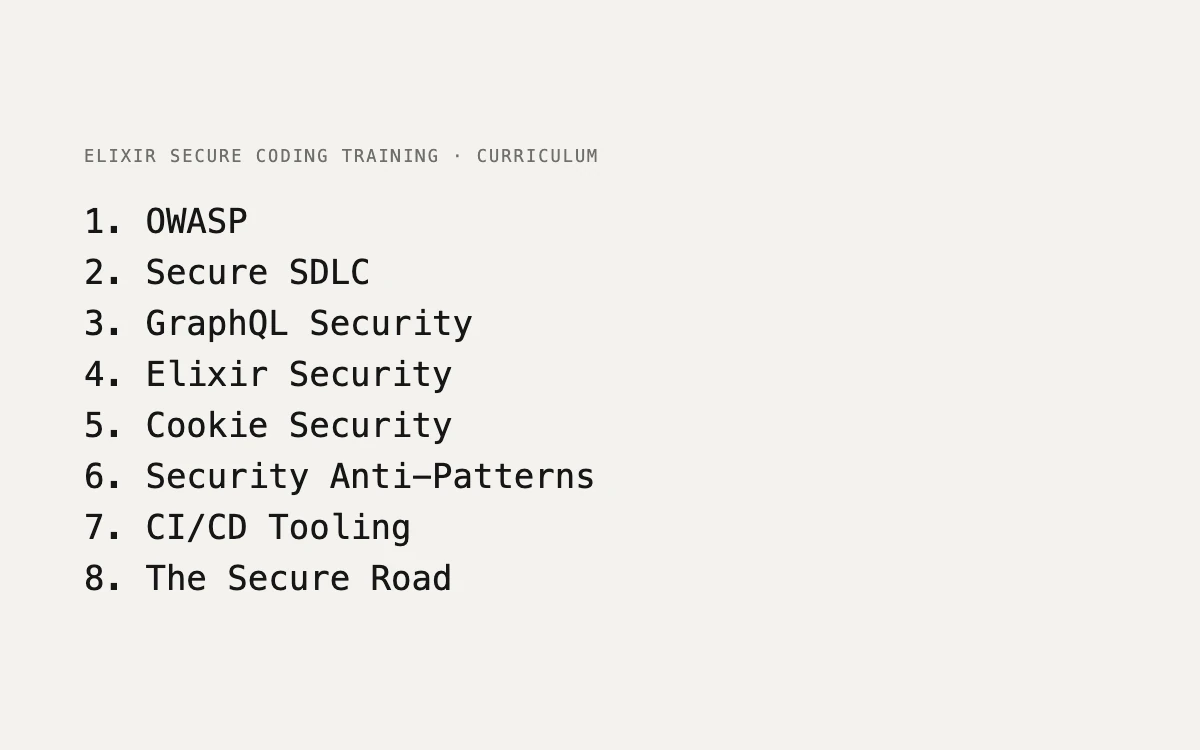 ELIXIR SECURE CODING TRAINING · CURRICULUM
1. OWASP
2. Secure SDLC
3. GraphQL Security
4. Elixir Security
5. Cookie Security
6. Security Anti-Patterns
7. CI/CD Tooling
8. The Secure Road